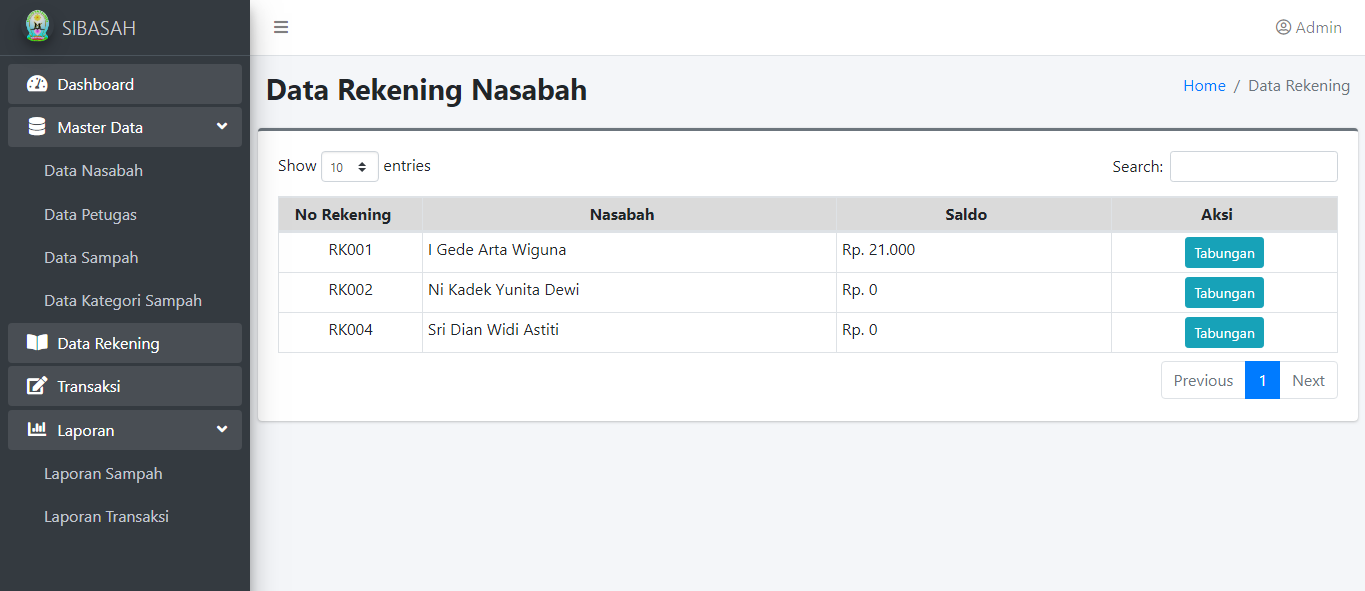 SIBASAH
Admin
Dashboard
Master Data
Data Nasabah
Data Petugas
Data Sampah
Data Kategori Sampah
Data Rekening
Transaksi
Laporan
Laporan Sampah
Laporan Transaksi
Data Rekening Nasabah
Home / Data Rekening
Show 10 entries
Search:
No Rekening Nasabah Saldo Aksi
RK001 I Gede Arta Wiguna Rp. 21.000 Tabungan
RK002 Ni Kadek Yunita Dewi Rp. 0 Tabungan
RK004 Sri Dian Widi Astiti Rp. 0 Tabungan
Previous 1 Next